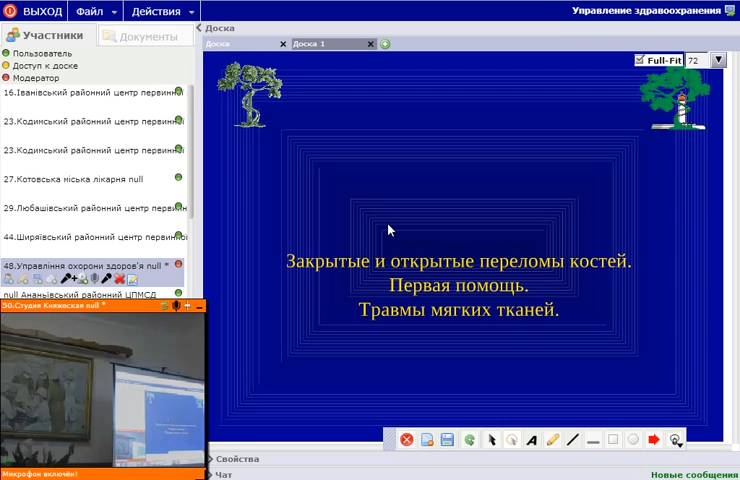 ВЫХОД
Файл
Действия
Управление здравоохранения
Участники
Документы
Пользователь
Доступ к доске
Модератор
16.Іванівський районний центр первинної
23.Кодинський районний центр первинн
23.Кодинський районний центр первинн
27.Котовська міська лікарня null
29.Любашівський районний центр первинн
44.Ширяївський районний центр первинної
48.Управління охорони здоров'я null *
null Ананьївський районний ЦПМСД
50.Студия Княжеская null *
Микрофон включён!
Доска
Доска
Доска 1
Full-Fit
72
Закрытые и открытые переломы костей.
Первая помощь.
Травмы мягких тканей.
A
Свойства
Чат
Новые сообщения